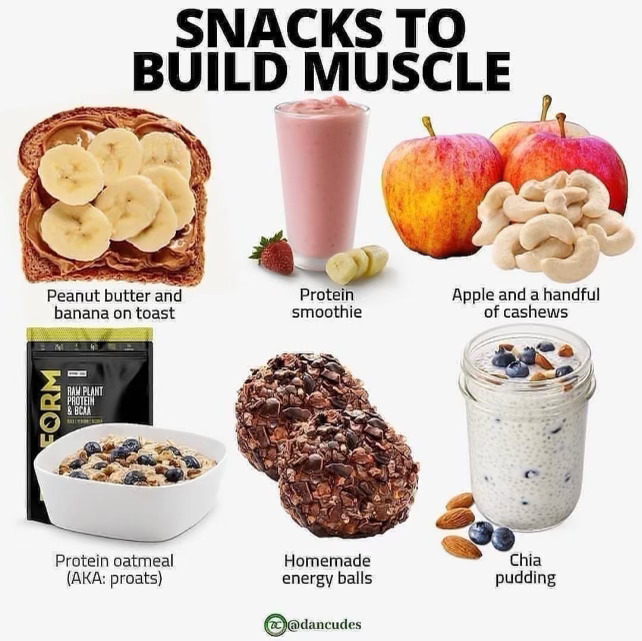 SNACKS TO
BUILD MUSCLE
Peanut butter and
banana on toast
Protein
smoothie
Apple and a handful
of cashews
FORM
RAW PLANT
PROTEIN
& BCAA
Protein oatmeal
(AKA: proats)
Homemade
energy balls
Chia
pudding
@dancudes